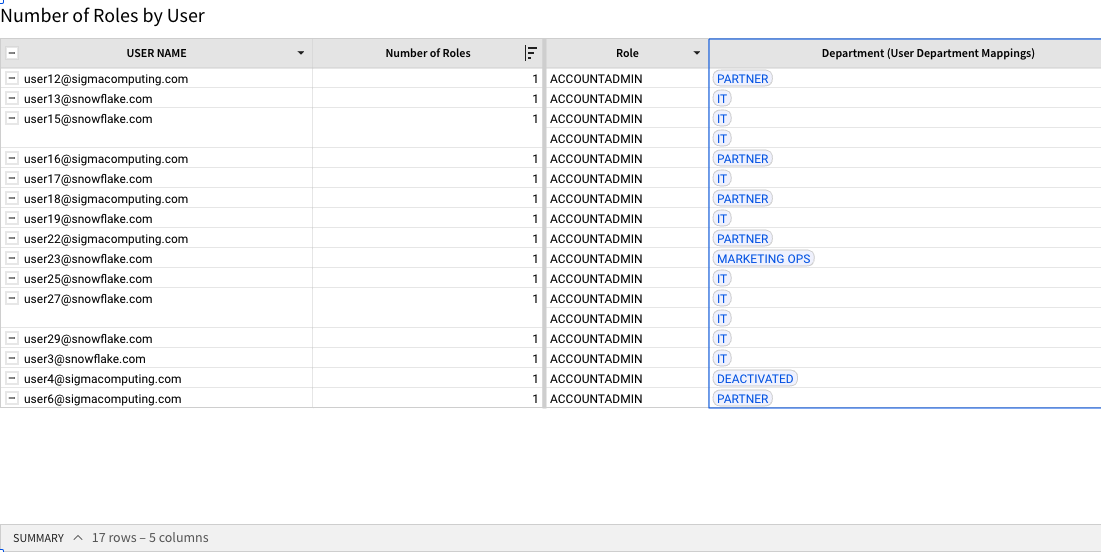 Number of Roles by User
USER NAME Number of Roles Role Department (User Department Mappings)
user12@sigmacomputing.com 1 ACCOUNTADMIN PARTNER
user13@snowflake.com 1 ACCOUNTADMIN IT
user15@snowflake.com 1 ACCOUNTADMIN IT
ACCOUNTADMIN IT
user16@sigmacomputing.com 1 ACCOUNTADMIN PARTNER
user17@snowflake.com 1 ACCOUNTADMIN IT
user18@sigmacomputing.com 1 ACCOUNTADMIN PARTNER
user19@snowflake.com 1 ACCOUNTADMIN IT
user22@sigmacomputing.com 1 ACCOUNTADMIN PARTNER
user23@snowflake.com 1 ACCOUNTADMIN MARKETING OPS
user25@snowflake.com 1 ACCOUNTADMIN IT
user27@snowflake.com 1 ACCOUNTADMIN IT
ACCOUNTADMIN IT
user29@snowflake.com 1 ACCOUNTADMIN IT
user3@snowflake.com 1 ACCOUNTADMIN IT
user4@sigmacomputing.com 1 ACCOUNTADMIN DEACTIVATED
user6@sigmacomputing.com 1 ACCOUNTADMIN PARTNER
SUMMARY 17 rows – 5 columns